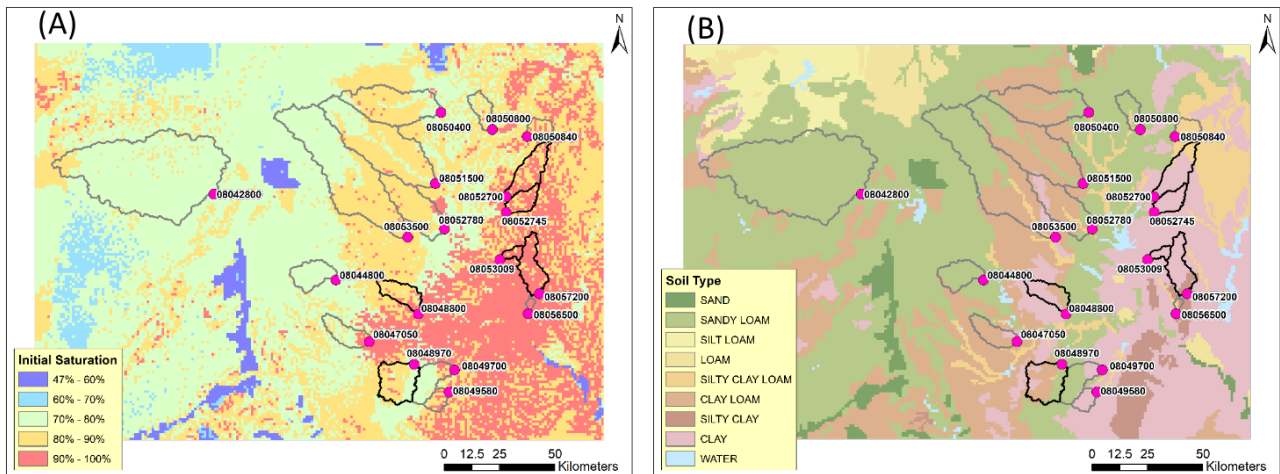 (A)
N
08050800
08050400
08050840
08051500
08042800
08052700
08052745
08052780
08053500
08053009
08044800
08057200
08048800
08056500
08047050
08048970
08049700
08049580
Initial Saturation
47% - 60%
60% - 70%
70% - 80%
80% - 90%
90% - 100%
0 12.5 25 50
Kilometers
(B)
N
08050800
08050400
08050840
08051500
08042800
08052700
08052745
08052780
08053500
08053009
08044800
08057200
08048800
08056500
08047050
08048970
08049700
08049580
Soil Type
SAND
SANDY LOAM
SILT LOAM
LOAM
SILTY CLAY LOAM
CLAY LOAM
SILTY CLAY
CLAY
WATER
0 12.5 25 50
Kilometers